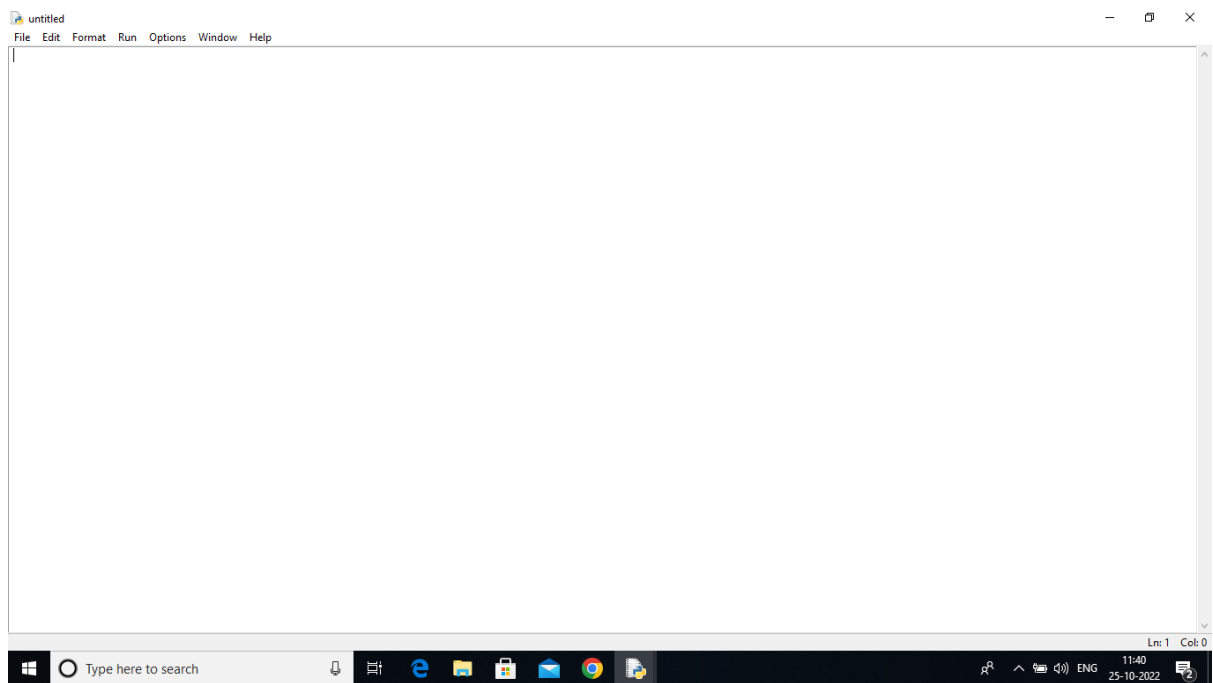 untitled
File Edit Format Run Options Window Help
Ln: 1 Col: 0
Type here to search
ENG
11:40
25-10-2022
2